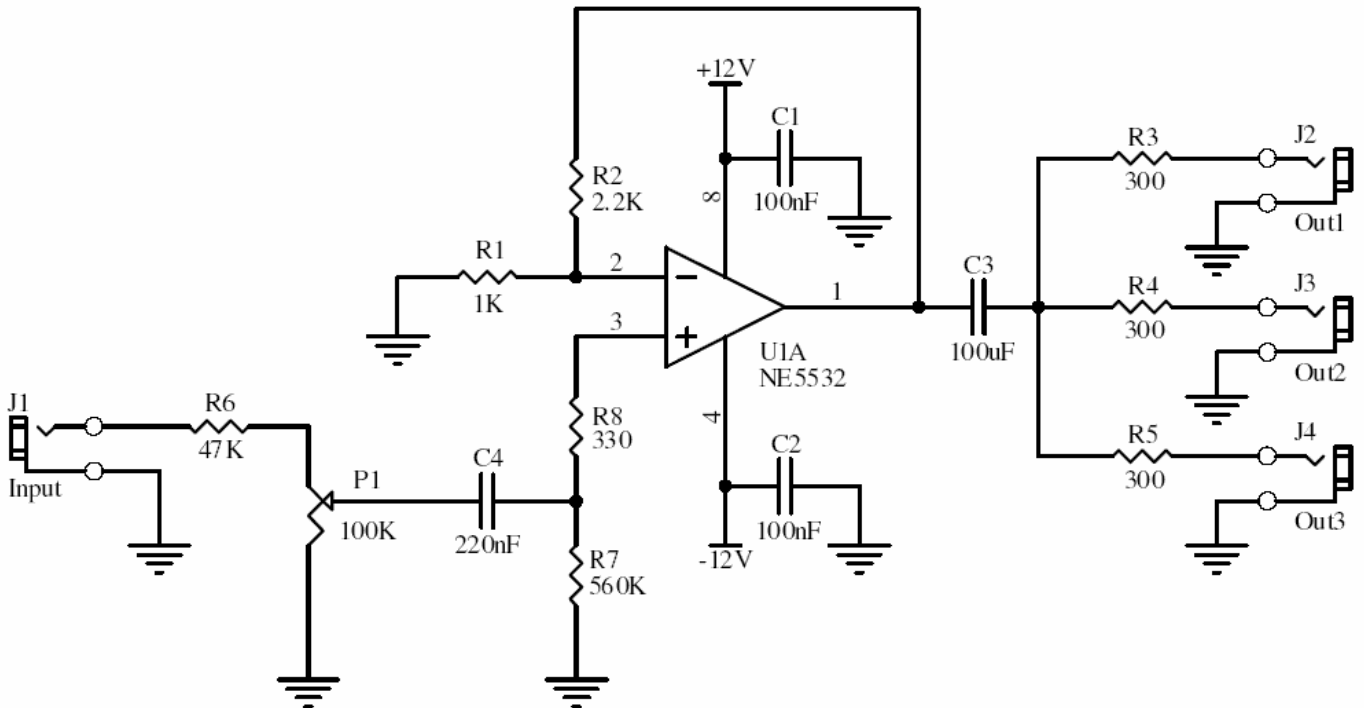 +12V
C1
100nF
8
R2
2.2K
R1
1K
2
3
1
U1A
NE5532
4
C3
100uF
R3
300
J2
Out1
R4
300
J3
Out2
R5
300
J4
Out3
J1
Input
R6
47K
P1
100K
C4
220nF
R8
330
R7
560K
C2
100nF
-12V